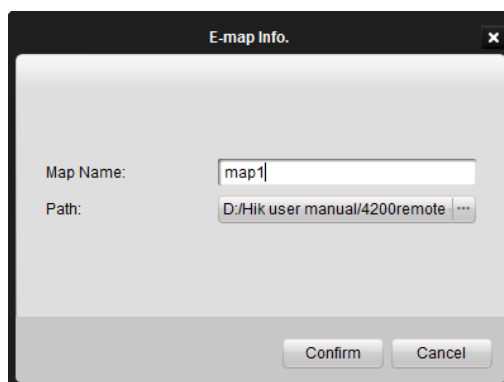 E-map Info.
Map Name: map1
Path: D:/Hik user manual/4200remote ...
Confirm Cancel